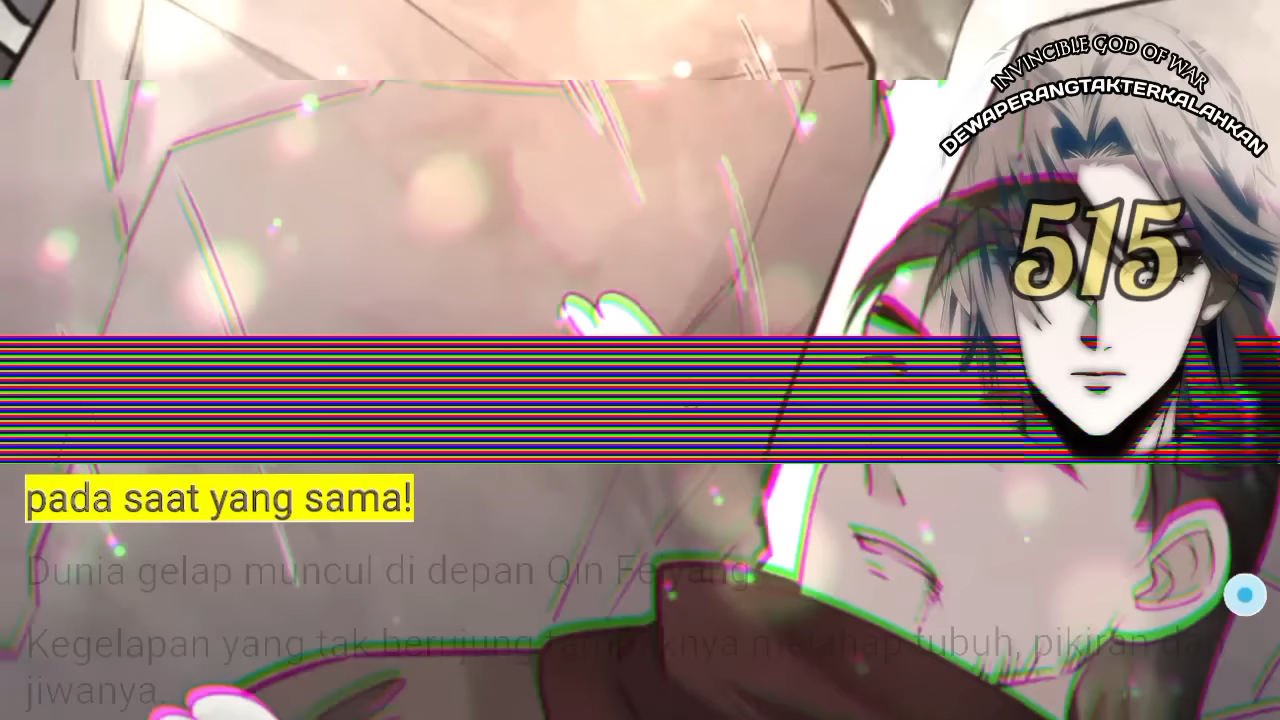 INVINCIBLE GOD OF WAR
DEWAPERANGTAKTERKALAHKAN
515
pada saat yang sama!
Dunia gelap muncul di depan Qin Feiyang.
Kegelapan yang tak berujung tampaknya melahap tubuh, pikiran dan
jiwanya.